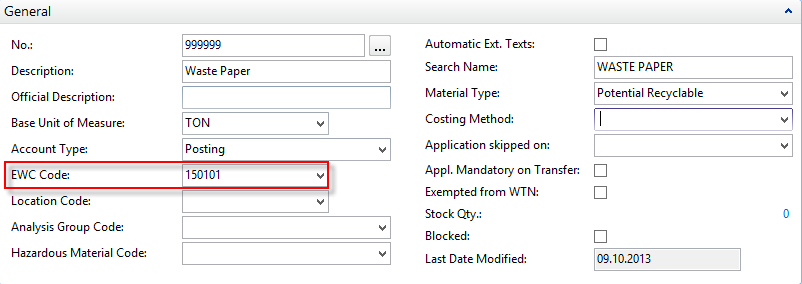 General
No.: 999999 ...
Description: Waste Paper
Official Description:
Base Unit of Measure: TON
Account Type: Posting
EWC Code: 150101
Location Code:
Analysis Group Code:
Hazardous Material Code:
Automatic Ext. Texts:
Search Name: WASTE PAPER
Material Type: Potential Recyclable
Costing Method:
Application skipped on:
Appl. Mandatory on Transfer:
Exempted from WTN:
Stock Qty.: 0
Blocked:
Last Date Modified: 09.10.2013